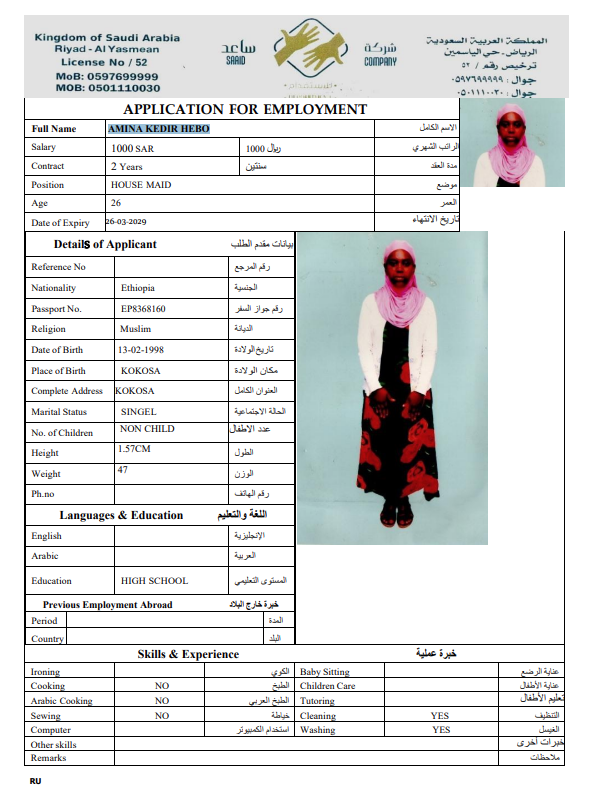 Kingdom of Saudi Arabia
Riyad - Al Yasmean
License No / 52
MoB: 0597699999
MOB: 0501110030
ساعد
SAAID
شركة
COMPANY
المملكة العربية السعودية
الرياض - حي الياسمين
ترخيص رقم / ٥٢
جوال : ٠٥٩٧٦٩٩٩٩٩
جوال : ٠٥٠١١١٠٠٣٠
APPLICATION FOR EMPLOYMENT
Full Name AMINA KEDIR HEBO الاسم الكامل
Salary 1000 SAR 1000 ريال الراتب الشهري
Contract 2 Years سنتين مدة العقد
Position HOUSE MAID موضع
Age 26 العمر
Date of Expiry 26-03-2029 تاريخ الانتهاء
Details of Applicant بيانات مقدم الطلب
Reference No رقم المرجع
Nationality Ethiopia الجنسية
Passport No. EP8368160 رقم جواز السفر
Religion Muslim الديانة
Date of Birth 13-02-1998 تاريخ الولادة
Place of Birth KOKOSA مكان الولادة
Complete Address KOKOSA العنوان الكامل
Marital Status SINGEL الحالة الاجتماعية
No. of Children NON CHILD عدد الاطفال
Height 1.57CM الطول
Weight 47 الوزن
Ph.no رقم الهاتف
Languages & Education اللغة والتعليم
English الإنجليزية
Arabic العربية
Education HIGH SCHOOL المستوى التعليمي
Previous Employment Abroad خبرة خارج البلاد
Period المدة
Country البلد
Skills & Experience خبرة عملية
Ironing الكوي Baby Sitting عناية الرضع
Cooking NO الطبخ Children Care عناية الأطفال
Arabic Cooking NO الطبخ العربي Tutoring تعليم الأطفال
Sewing NO خياطة Cleaning YES التنظيف
Computer استخدام الكمبيوتر Washing YES الغسيل
Other skills خبرات أخرى
Remarks ملاحظات
RU